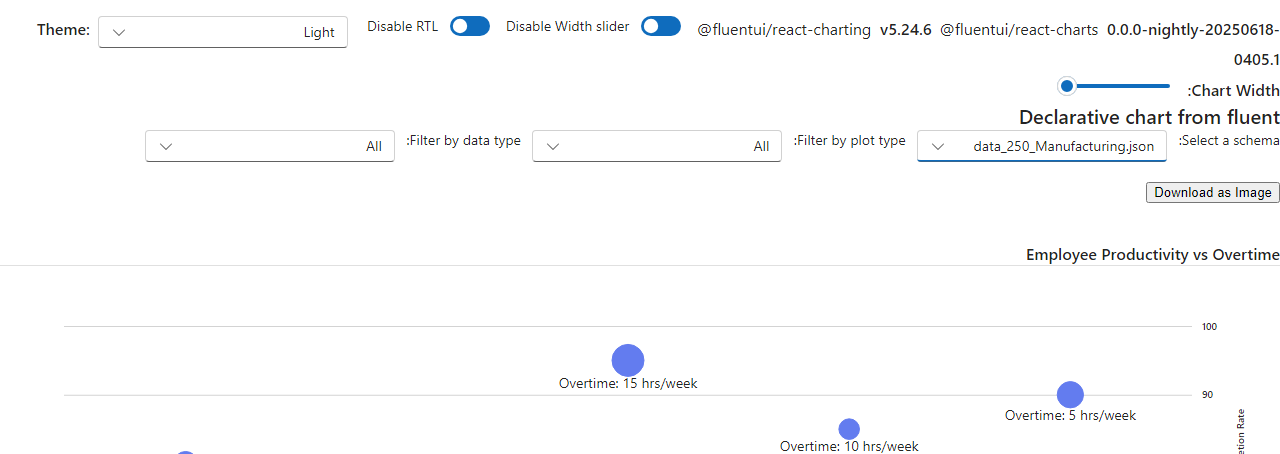 Theme: Light Disable RTL Disable Width slider @fluentui/react-charting v5.24.6 @fluentui/react-charts 0.0.0-nightly-20250618-
0405.1
:Chart Width
Declarative chart from fluent
:Select a schema data_250_Manufacturing.json :Filter by plot type All :Filter by data type All
Download as Image
Employee Productivity vs Overtime
100
Overtime: 15 hrs/week
90
Overtime: 5 hrs/week
Overtime: 10 hrs/week
etion Rate